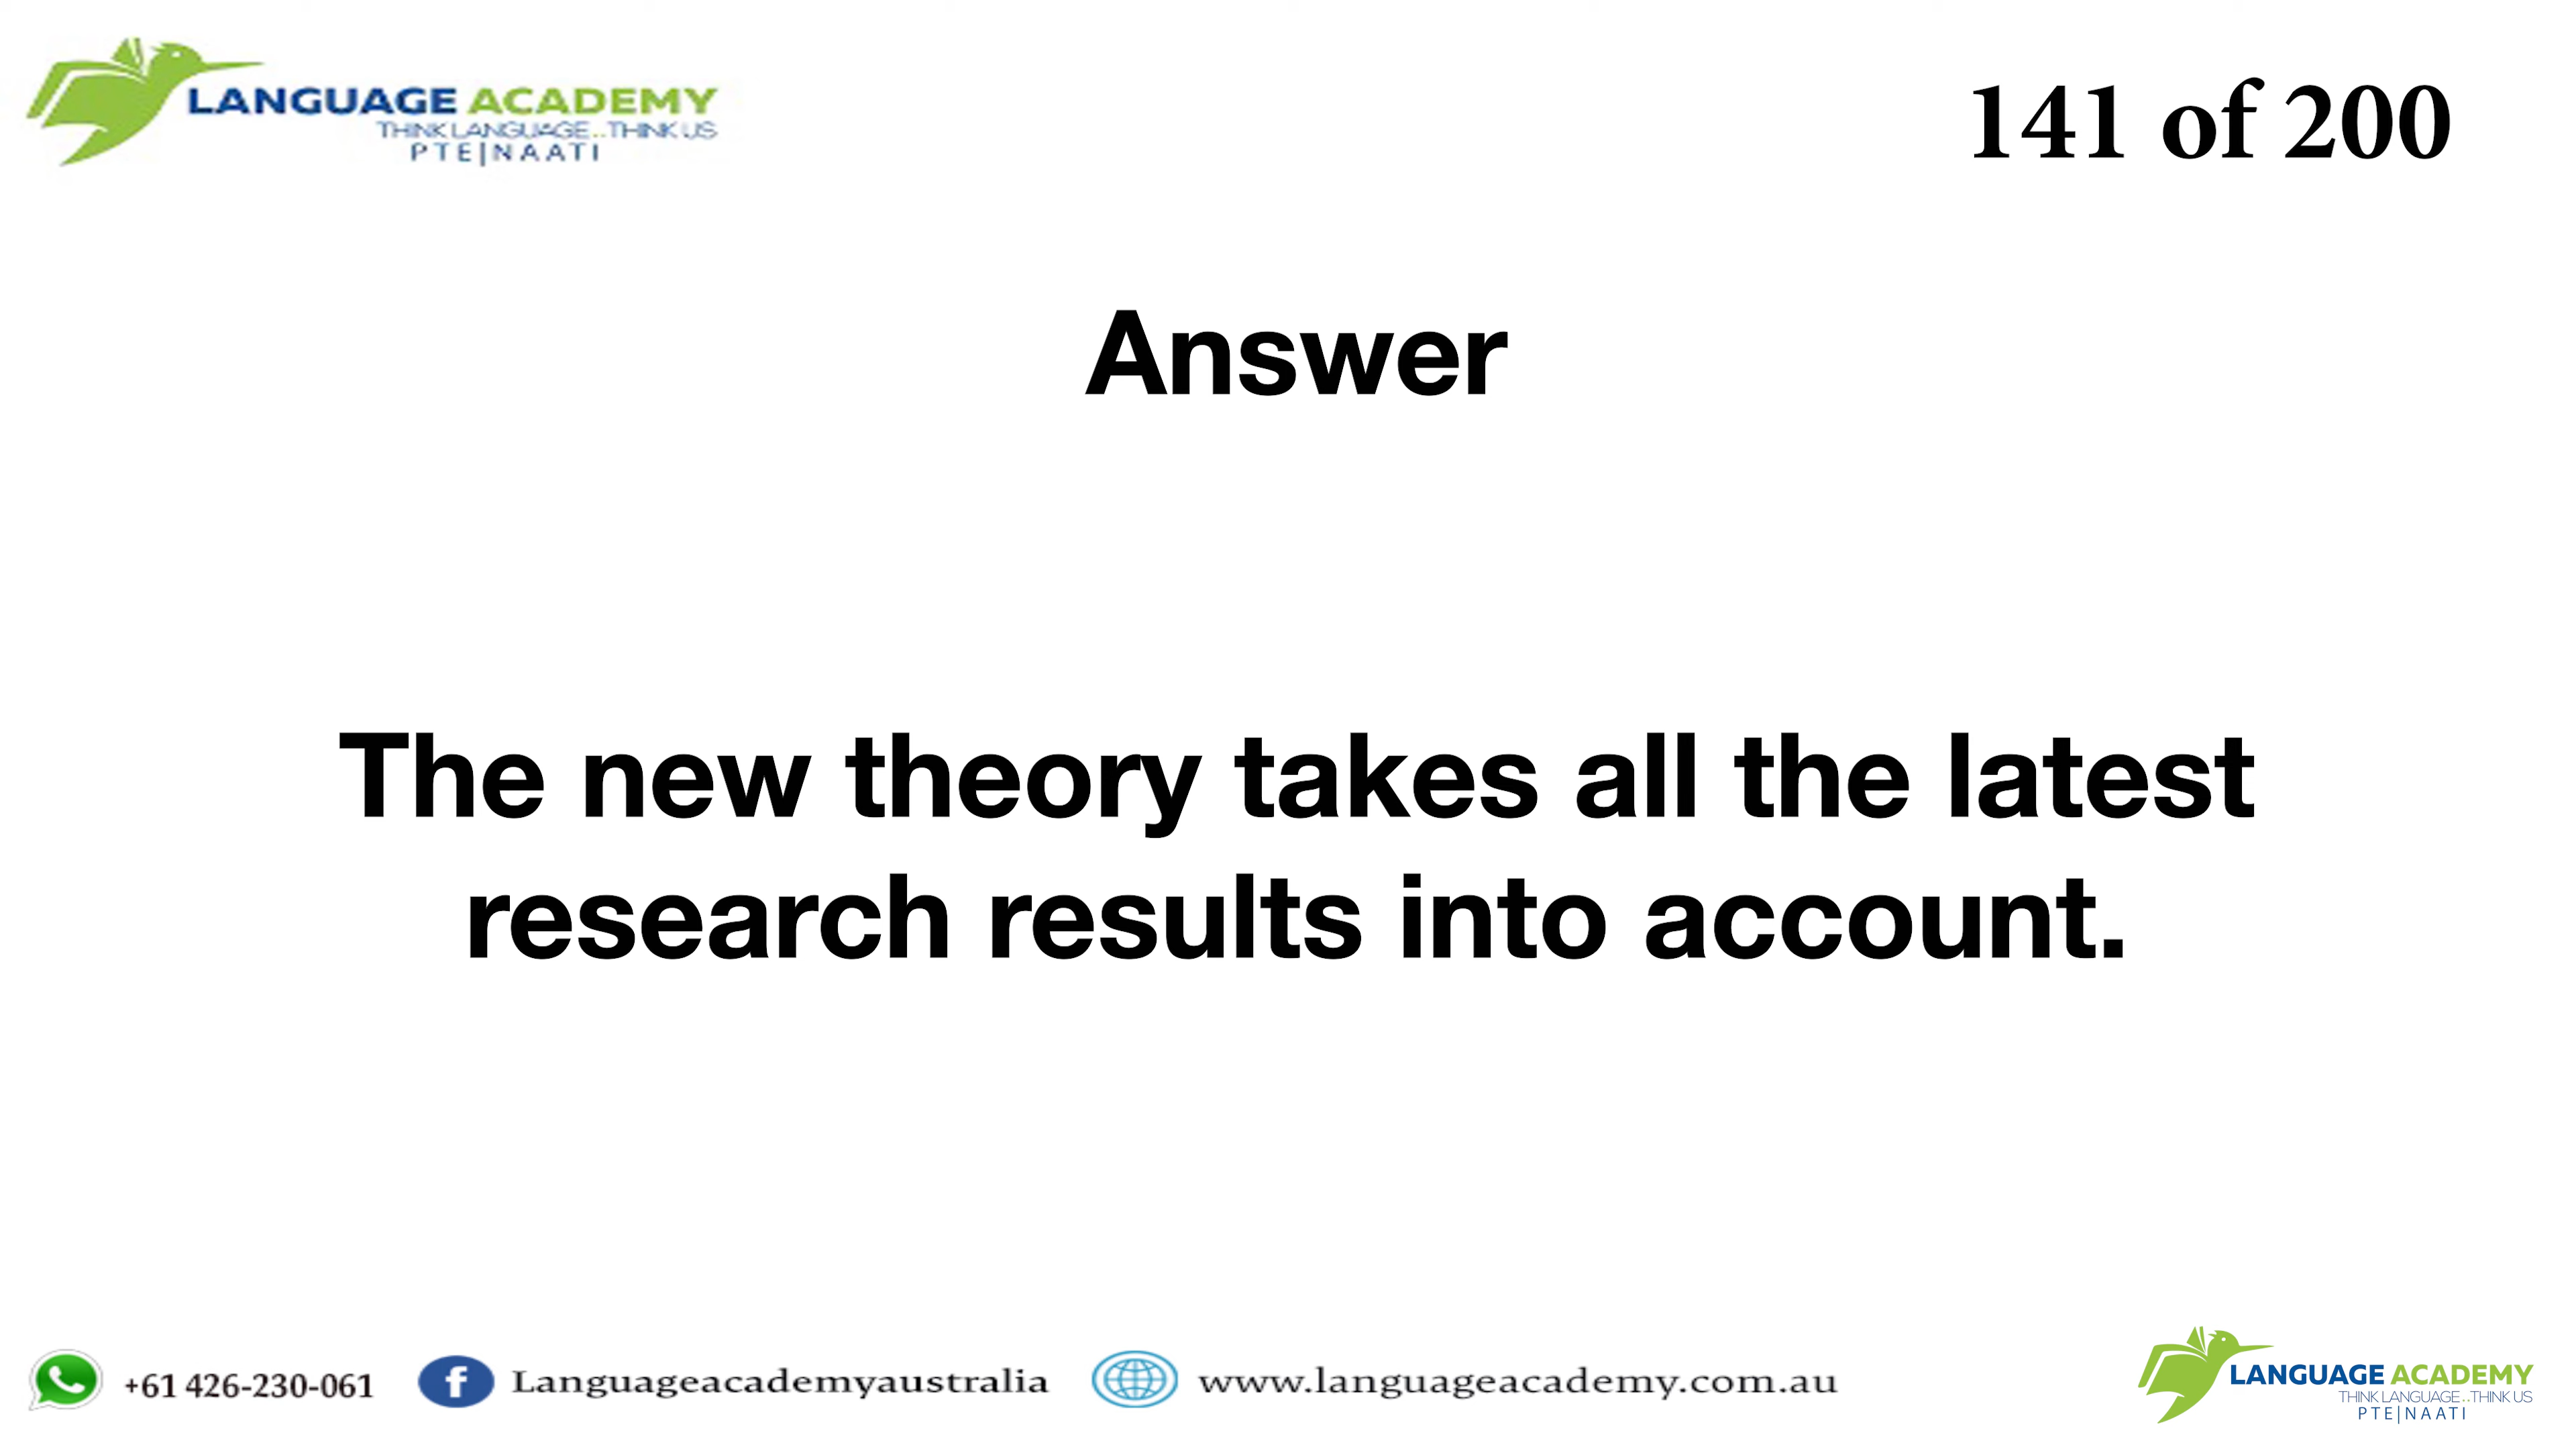 LANGUAGE ACADEMY
THINK LANGUAGE..THINK US
PTE|NAATI
141 of 200
Answer
The new theory takes all the latest
research results into account.
+61 426-230-061
Languageacademyaustralia
www.languageacademy.com.au
LANGUAGE ACADEMY
THINK LANGUAGE..THINK US
PTE|NAATI